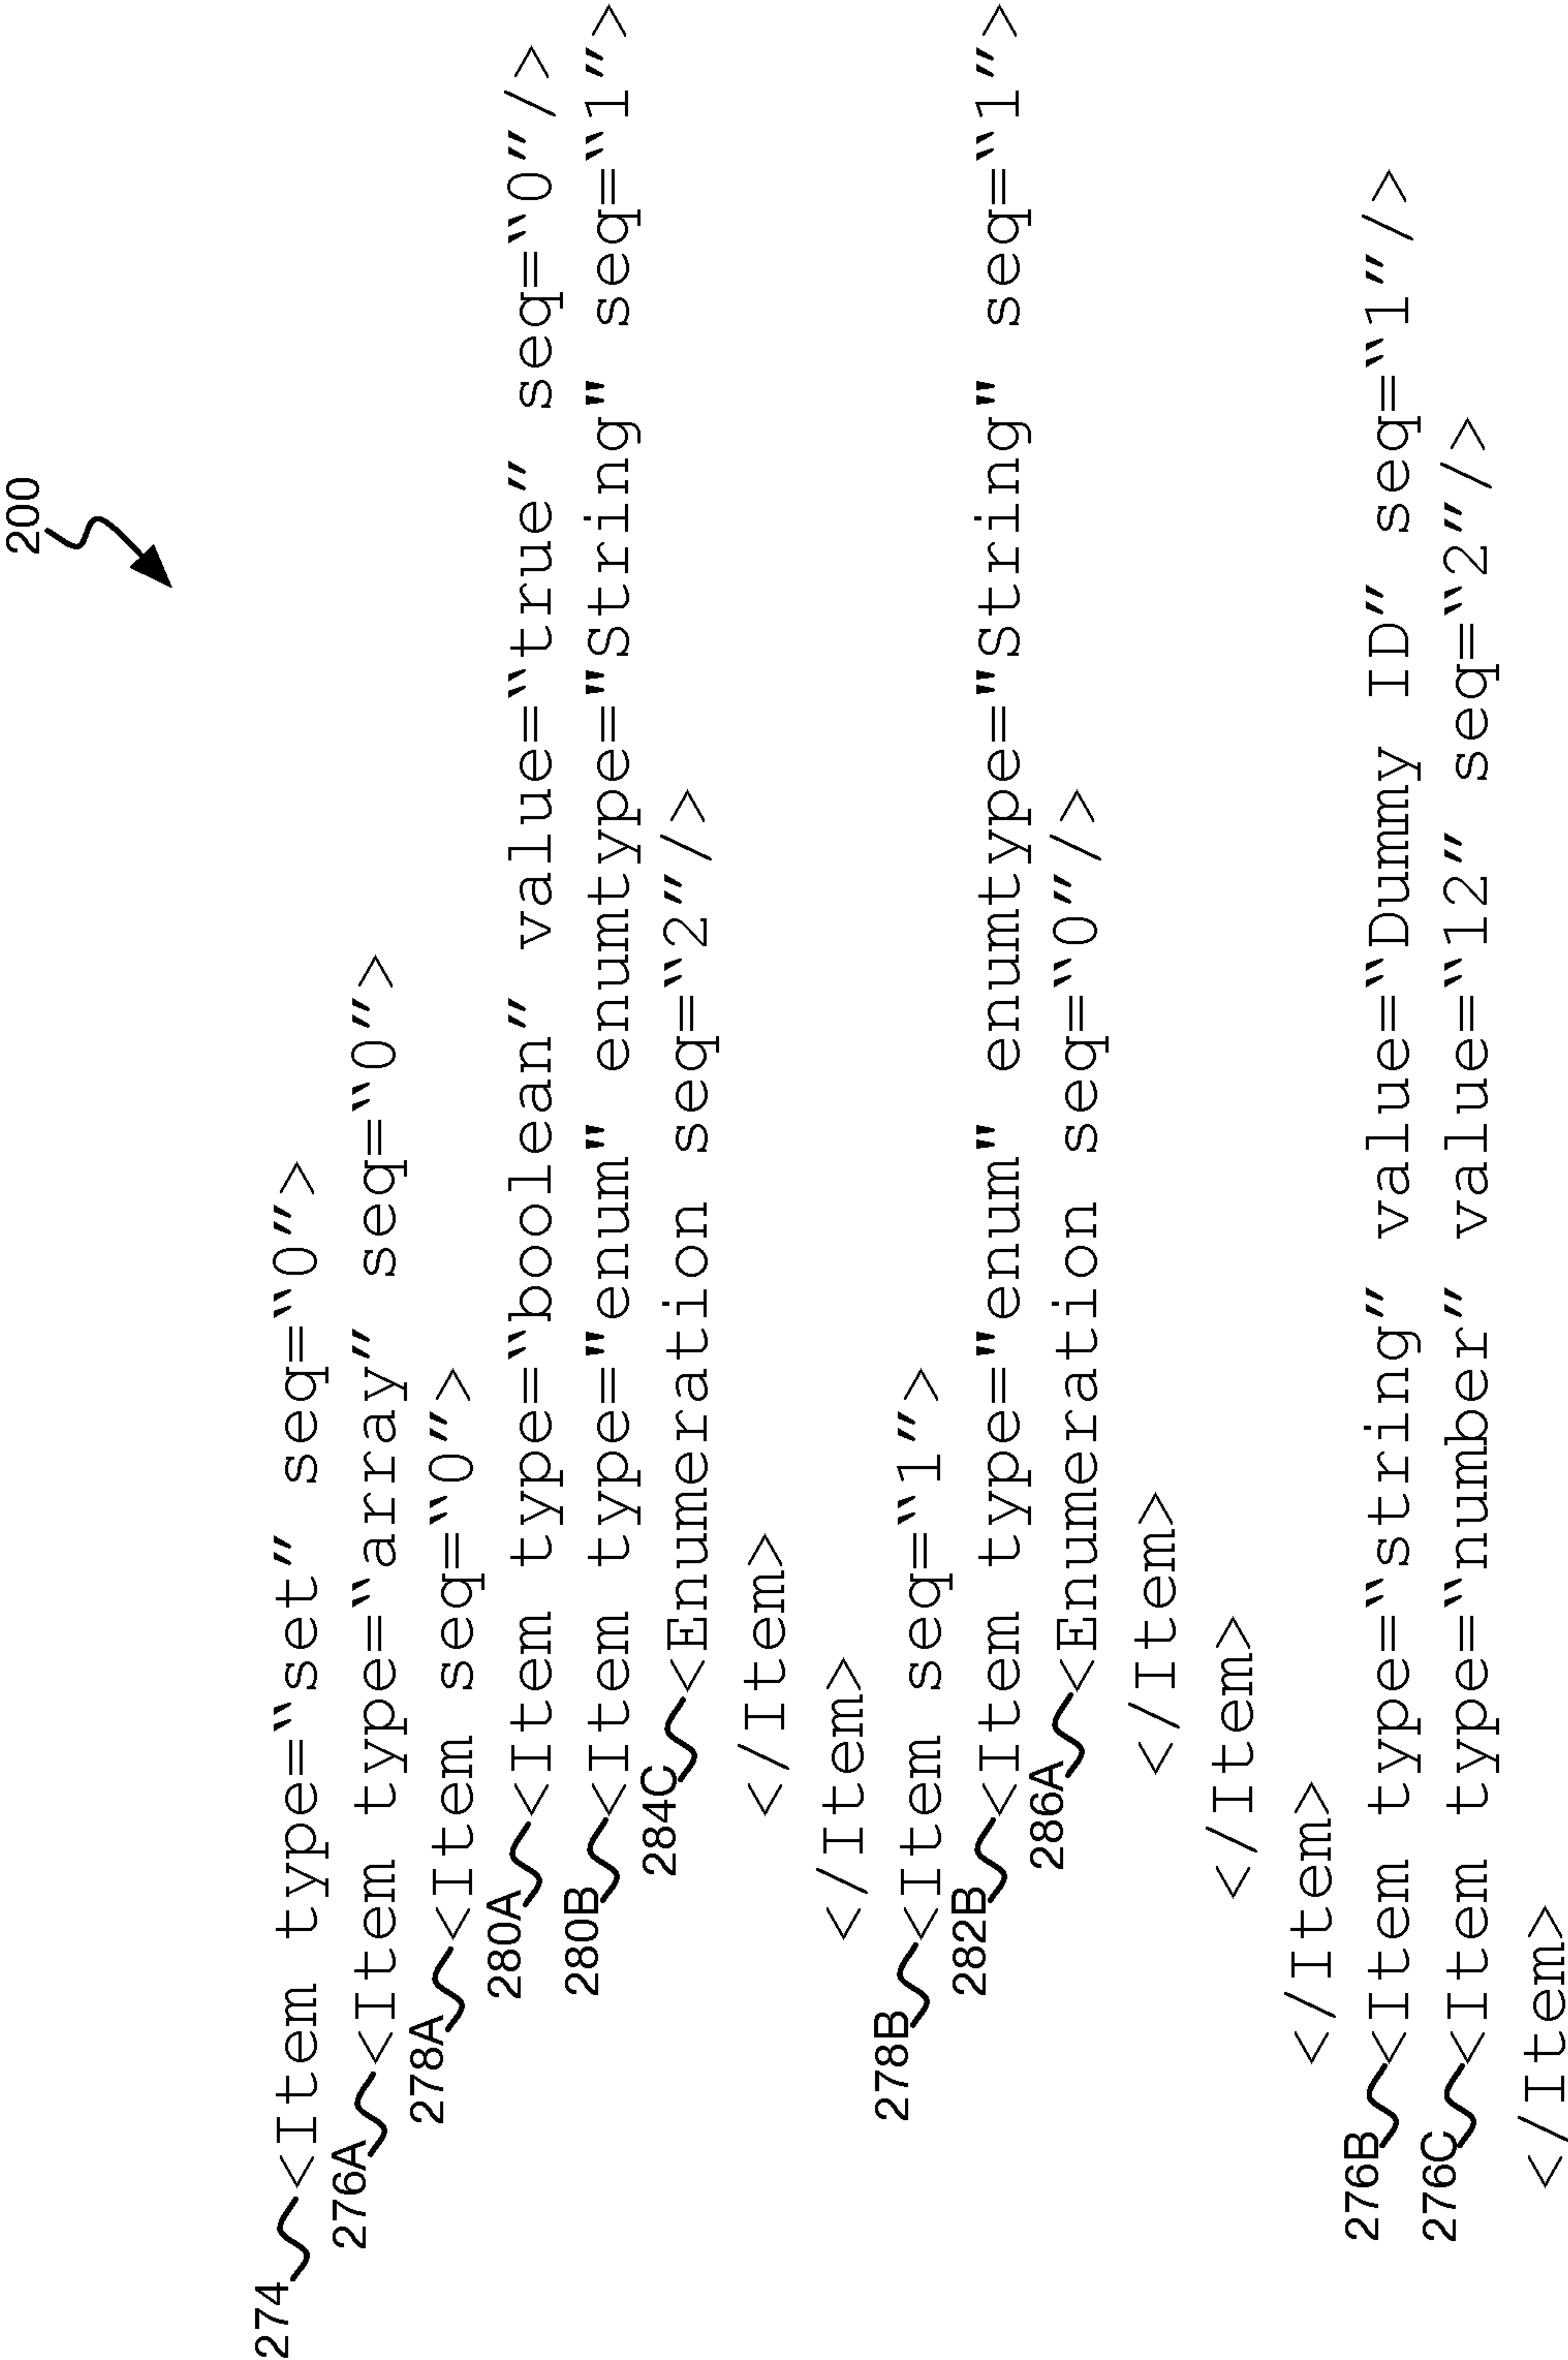 200
274 <Item type=“set” seq=“0”>
276A <Item type=“array” seq=“0”>
278A <Item seq=“0”>
280A <Item type=“boolean” value=“true” seq=“0”/>
280B <Item type="enum" enumtype="String" seq=“1”>
284C <Enumeration seq=“2”/>
</Item>
</Item>
278B <Item seq=“1”>
282B <Item type="enum" enumtype="String" seq=“1”>
286A <Enumeration seq=“0”/>
</Item>
</Item>
</Item>
276B <Item type=“string” value=“Dummy ID” seq=“1”/>
276C <Item type=“number” value=“12” seq=“2”/>
</Item>